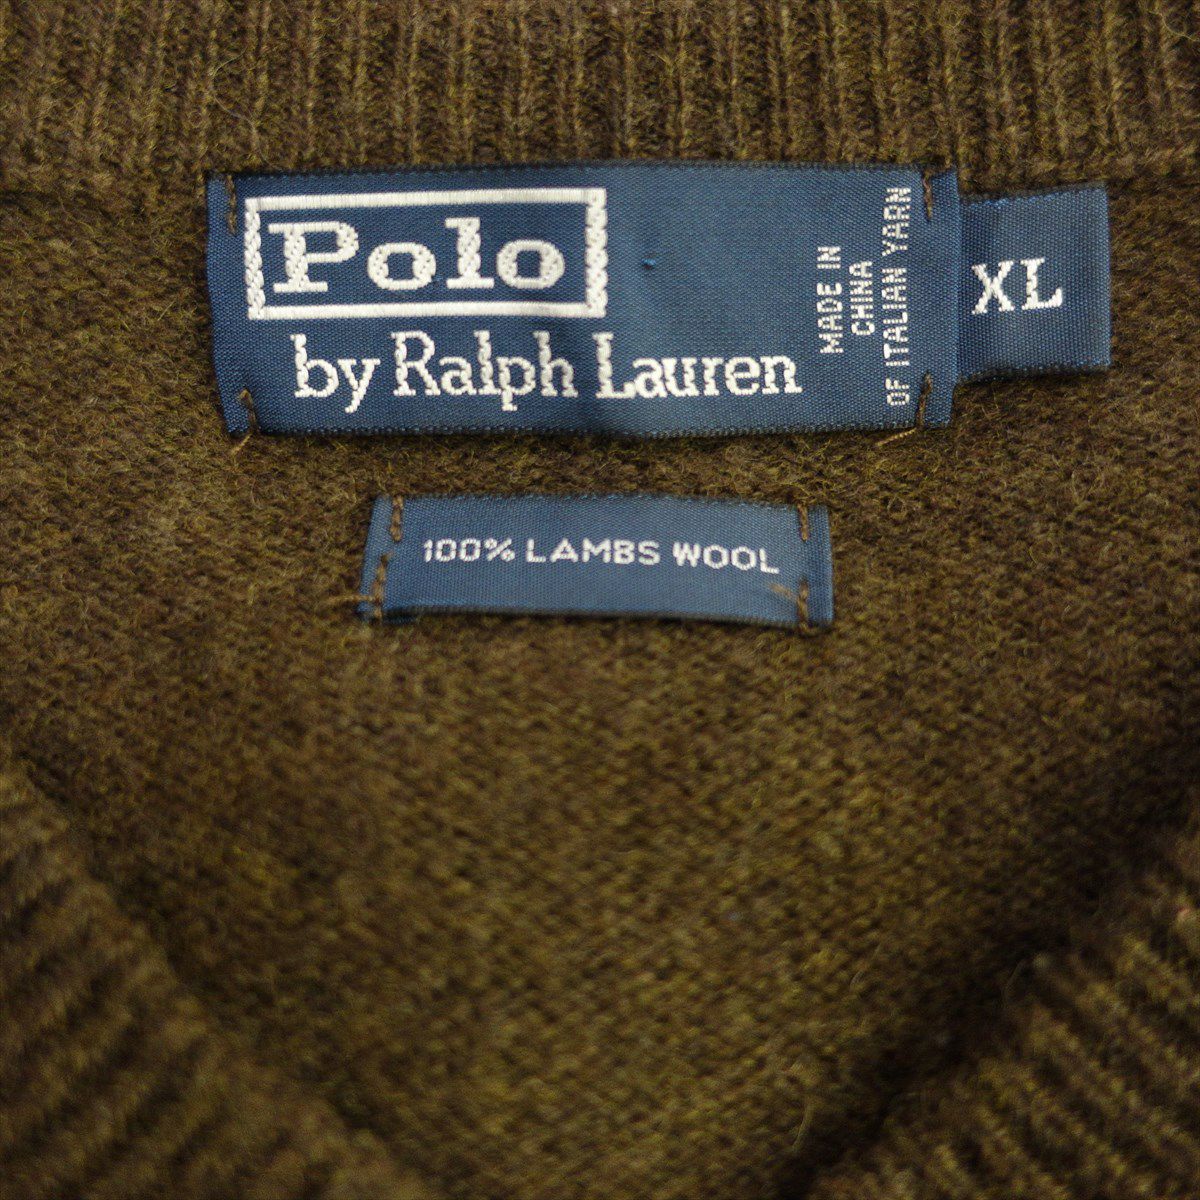 Polo
by Ralph Lauren
MADE IN
CHINA
OF ITALIAN YARN
XL
100% LAMBS WOOL